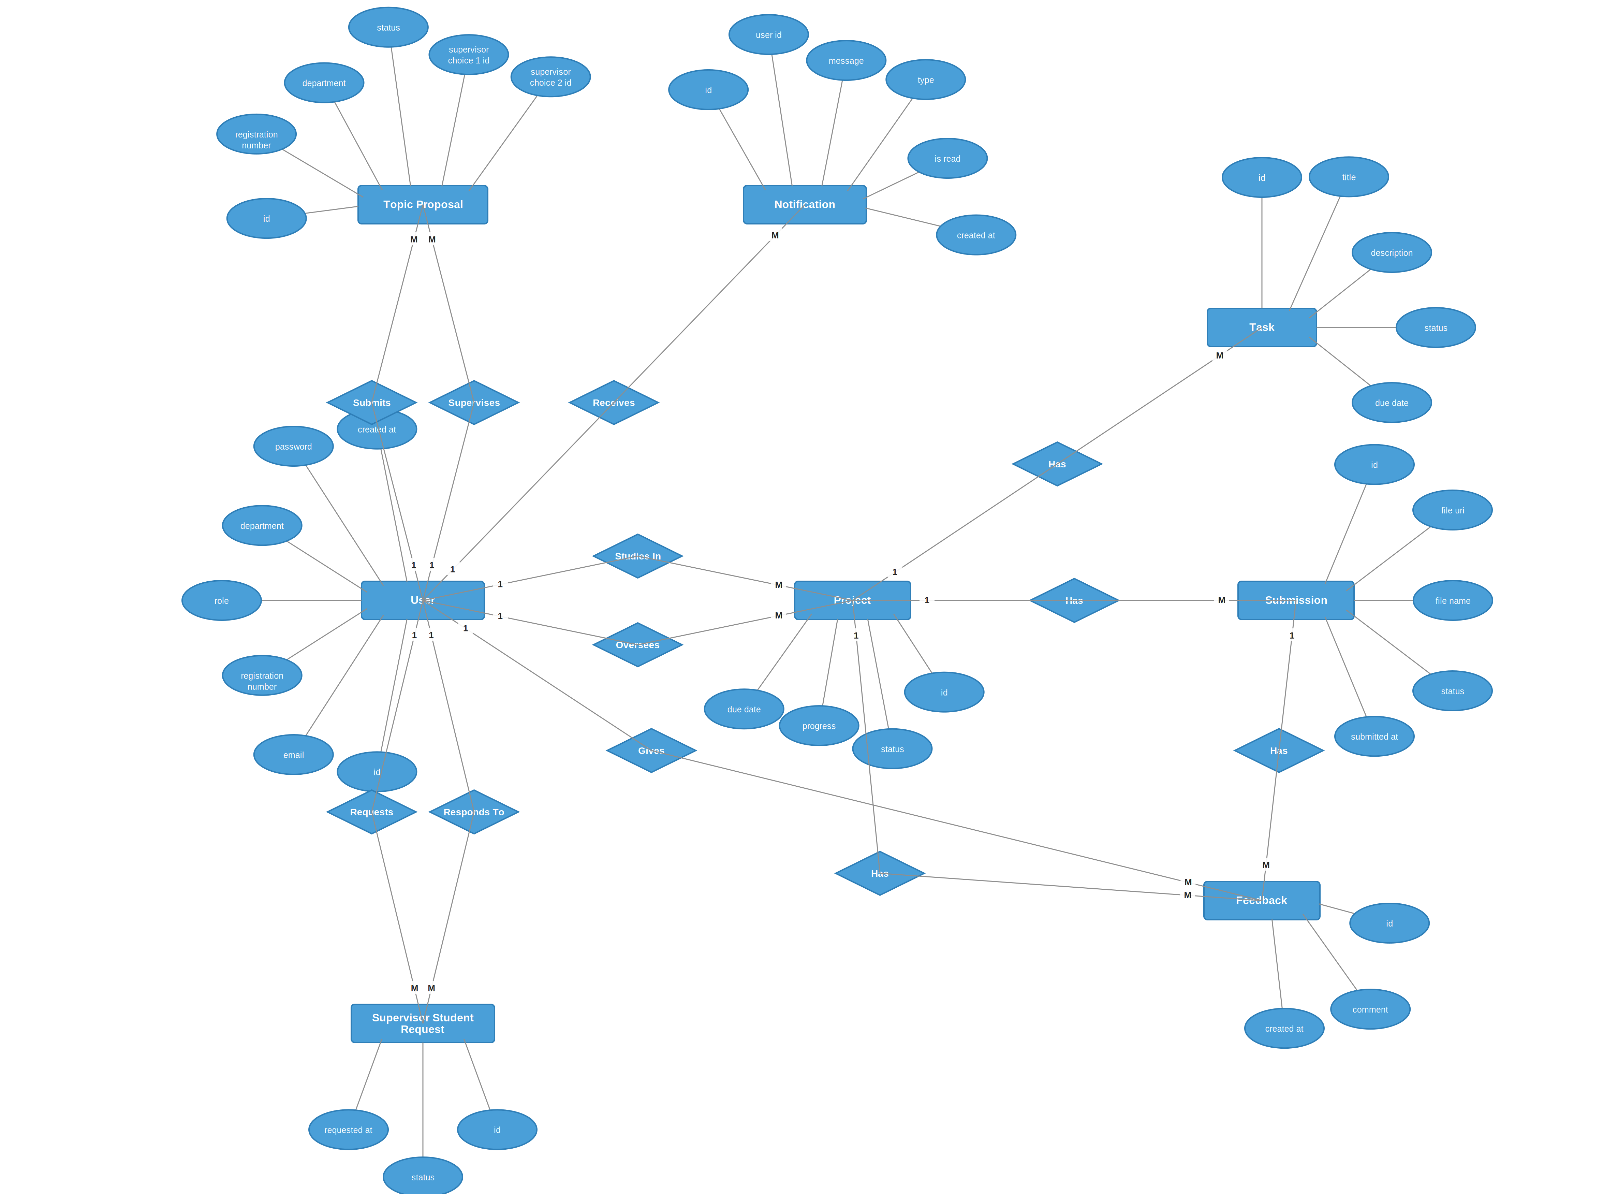 status
supervisor
choice 1 id
supervisor
choice 2 id
department
registration
number
id
Topic Proposal
M
M
user id
message
type
id
is read
created at
Notification
M
id
title
description
status
due date
Task
M
Submits
Supervises
Receives
created at
password
department
role
registration
number
email
id
User
1
1
1
1
1
1
1
1
Studies In
Oversees
Gives
Has
M
M
Project
1
1
1
due date
progress
status
id
Has
M
Submission
id
file uri
file name
status
submitted at
1
Has
M
Requests
Responds To
Has
M
M
Feedback
id
comment
created at
M
M
Supervisor Student
Request
requested at
id
status